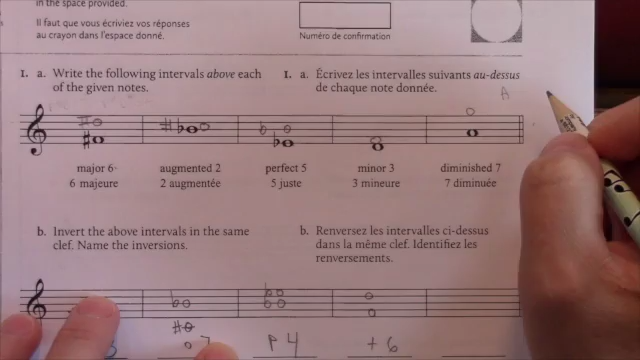 in the space provided.
Il faut que vous écriviez vos réponses
au crayon dans l'espace donné.
Numéro de confirmation
1. a. Write the following intervals above each
of the given notes.
1. a. Écrivez les intervalles suivants au-dessus
de chaque note donnée.
A
major 6
6 majeure
augmented 2
2 augmentée
perfect 5
5 juste
minor 3
3 mineure
diminished 7
7 diminuée
b. Invert the above intervals in the same
clef. Name the inversions.
b. Renversez les intervalles ci-dessus
dans la même clef. Identifiez les
renversements.
P 4
+ 6